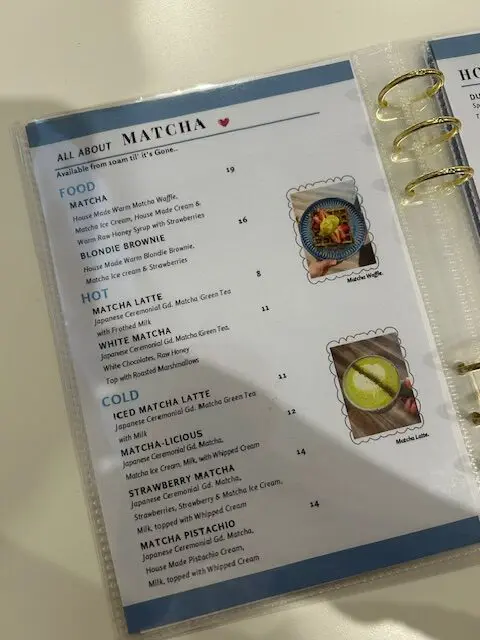 ALL ABOUT MATCHA
Available from 10am til' it's Gone..
FOOD
MATCHA 19
House Made Warm Matcha Waffle,
Matcha Ice Cream, House Made Cream &
Warm Raw Honey Syrup with Strawberries
BLONDIE BROWNIE 16
House Made Warm Blondie Brownie,
Matcha Ice cream & Strawberries
HOT
MATCHA LATTE 8
Japanese Ceremonial Gd. Matcha Green Tea
with Frothed Milk
WHITE MATCHA 11
Japanese Ceremonial Gd. Matcha Green Tea,
White Chocolates, Raw Honey
Top with Roasted Marshmallows
COLD
ICED MATCHA LATTE 11
Japanese Ceremonial Gd. Matcha Green Tea
with Milk
MATCHA-LICIOUS 12
Japanese Ceremonial Gd. Matcha,
Matcha Ice Cream, Milk, with Whipped Cream
STRAWBERRY MATCHA 14
Japanese Ceremonial Gd. Matcha,
Strawberries, Strawberry & Matcha Ice Cream,
Milk, topped with Whipped Cream
MATCHA PISTACHIO 14
Japanese Ceremonial Gd. Matcha,
House Made Pistachio Cream,
Milk, topped with Whipped Cream
Matcha Waffle.
Matcha Latte.
HO
DU
Sp
T